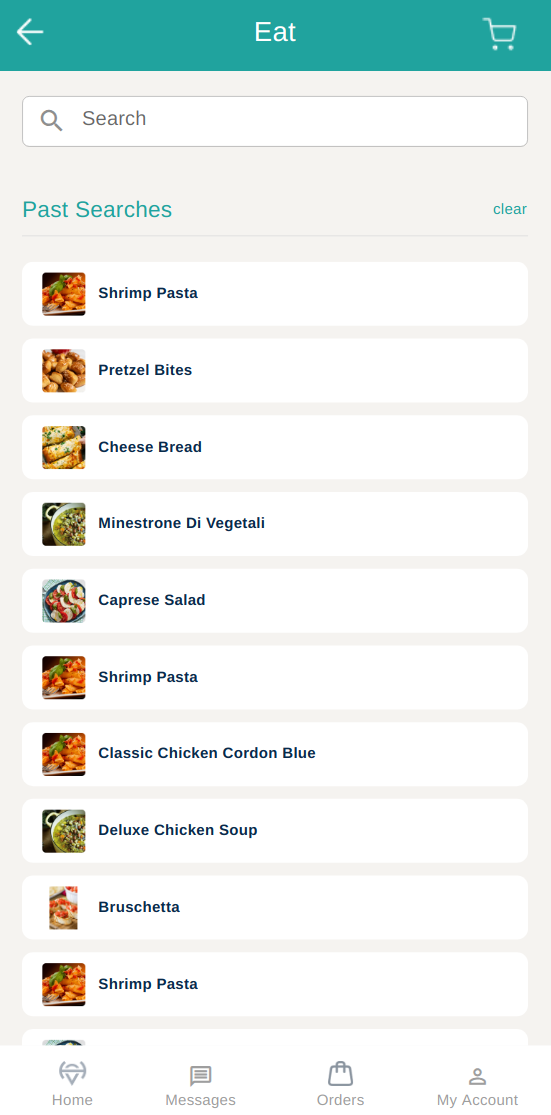 Eat
Search
Past Searches
clear
Shrimp Pasta
Pretzel Bites
Cheese Bread
Minestrone Di Vegetali
Caprese Salad
Shrimp Pasta
Classic Chicken Cordon Blue
Deluxe Chicken Soup
Bruschetta
Shrimp Pasta
Home
Messages
Orders
My Account